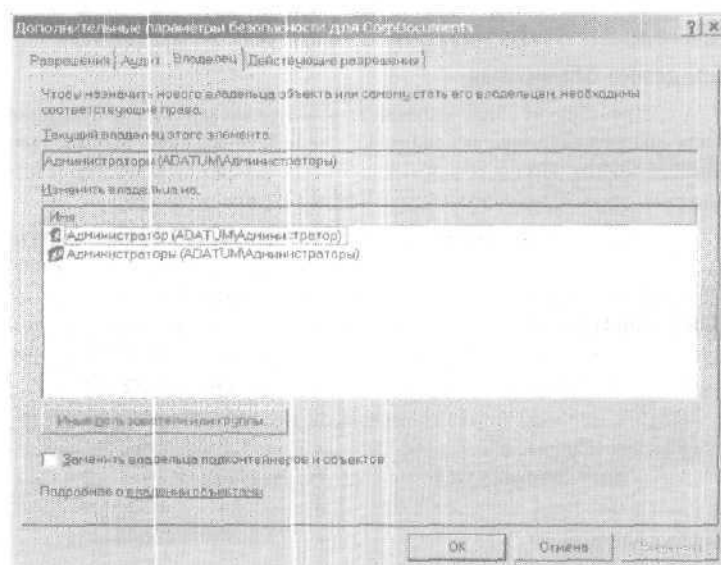 Дополнительные параметры безопасности для CorpDocuments
Разрешения Аудит Владелец Действующие разрешения
Чтобы назначить нового владельца объекта или самому стать его владельцем, необходимы
соответствующие права.
Текущий владелец этого элемента:
Администраторы (ADATUM\Администраторы)
Изменить владельца на:
Имя
Администратор (ADATUM\Администратор)
Администраторы (ADATUM\Администраторы)
Иные пользователи или группы...
Заменить владельца подконтейнеров и объектов
Подробнее о владении объектами
OK Отмена Применить